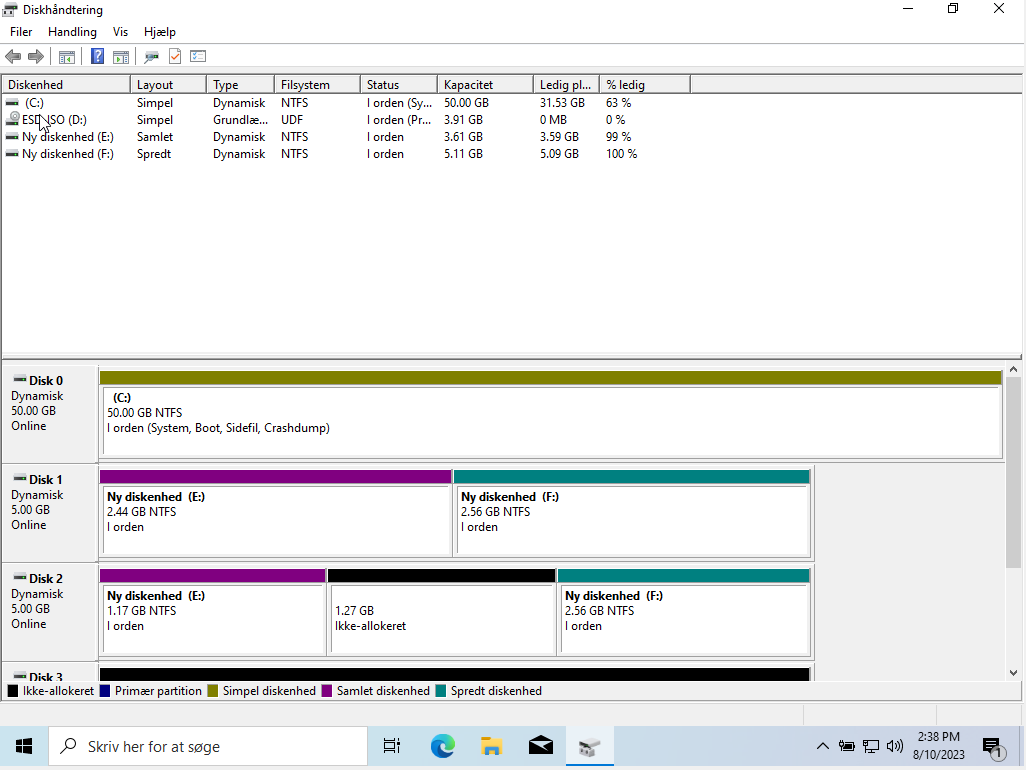 Diskhåndtering
Filer Handling Vis Hjælp
Diskenhed Layout Type Filsystem Status Kapacitet Ledig pl... % ledig
(C:) Simpel Dynamisk NTFS I orden (Sy... 50.00 GB 31.53 GB 63 %
ESD-ISO (D:) Simpel Grundlæ... UDF I orden (Pr... 3.91 GB 0 MB 0 %
Ny diskenhed (E:) Samlet Dynamisk NTFS I orden 3.61 GB 3.59 GB 99 %
Ny diskenhed (F:) Spredt Dynamisk NTFS I orden 5.11 GB 5.09 GB 100 %
Disk 0
Dynamisk
50.00 GB
Online
(C:)
50.00 GB NTFS
I orden (System, Boot, Sidefil, Crashdump)
Disk 1
Dynamisk
5.00 GB
Online
Ny diskenhed (E:)
2.44 GB NTFS
I orden
Ny diskenhed (F:)
2.56 GB NTFS
I orden
Disk 2
Dynamisk
5.00 GB
Online
Ny diskenhed (E:)
1.17 GB NTFS
I orden
1.27 GB
Ikke-allokeret
Ny diskenhed (F:)
2.56 GB NTFS
I orden
Disk 3
Ikke-allokeret Primær partition Simpel diskenhed Samlet diskenhed Spredt diskenhed
Skriv her for at søge
2:38 PM
8/10/2023
1